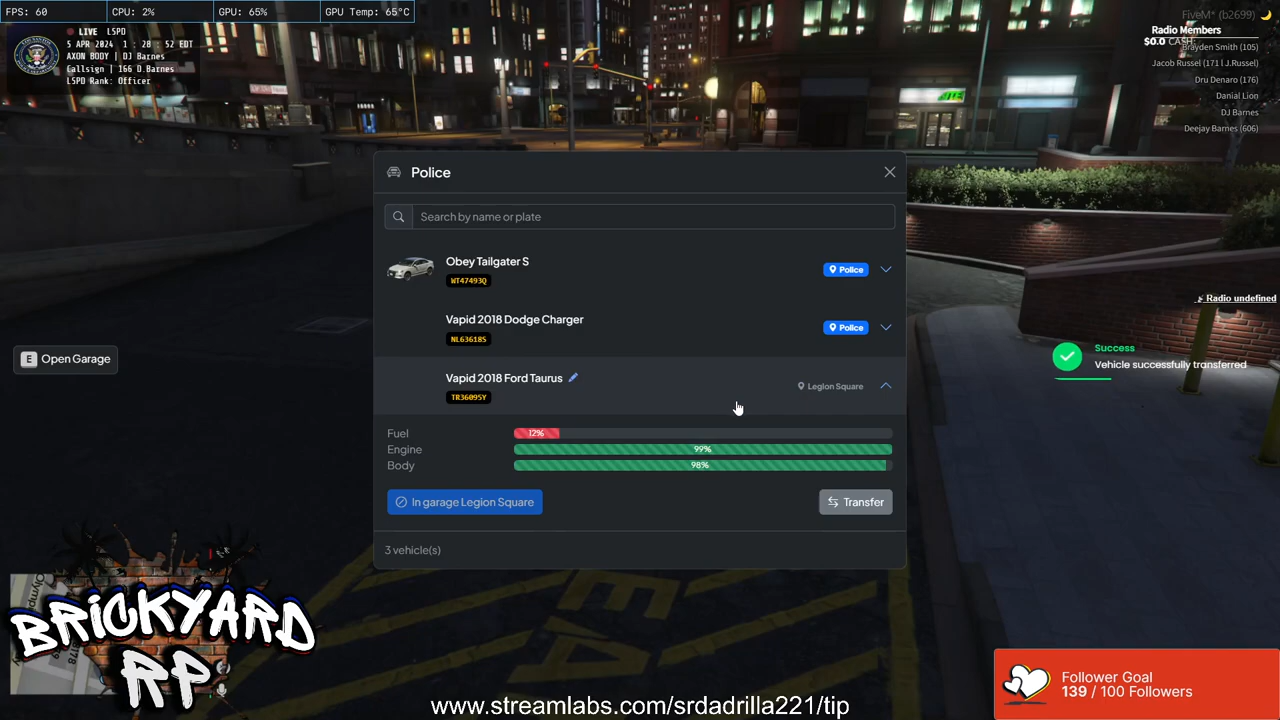 FPS: 60 CPU: 2% GPU: 65% GPU Temp: 65°C
LIVE LSPD
5 APR 2024 1 : 28 : 52 EDT
AXON BODY | DJ Barnes
Callsign | 166 D.Barnes
LSPD Rank: Officer
FiveM* (b2699)
Radio Members
$0.0 CASH
Brayden Smith (105)
Jacob Russel (171 l J.Russel)
Dru Denaro (176)
Danial Lion
DJ Barnes
Deejay Barnes (606)
Police
Search by name or plate
Obey Tailgater S
WT47493Q
Police
Vapid 2018 Dodge Charger
NL63618S
Police
Vapid 2018 Ford Taurus
TR36095Y
Legion Square
Fuel 12%
Engine 99%
Body 98%
In garage Legion Square
Transfer
3 vehicle(s)
E Open Garage
Radio undefined
Success
Vehicle successfully transferred
BRICKYARD
RP
Follower Goal
139 / 100 Followers
www.streamlabs.com/srdadrilla221/tip